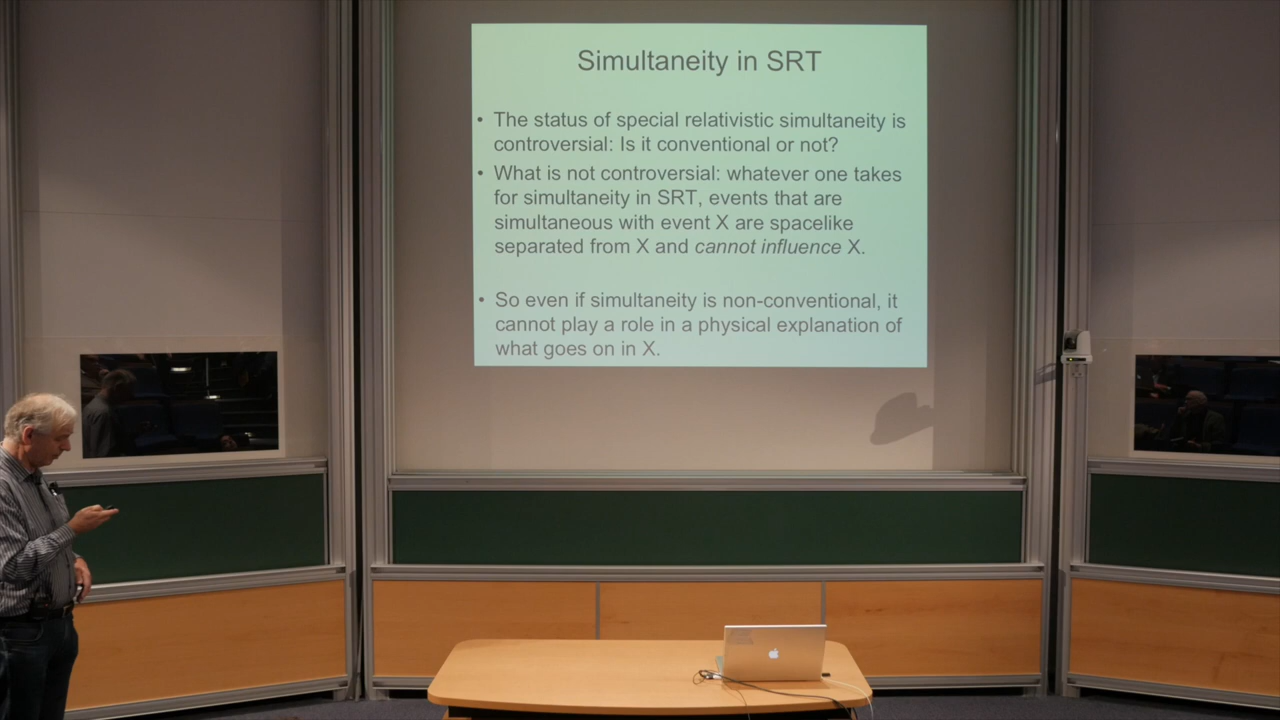 Simultaneity in SRT
• The status of special relativistic simultaneity is
controversial: Is it conventional or not?
• What is not controversial: whatever one takes
for simultaneity in SRT, events that are
simultaneous with event X are spacelike
separated from X and cannot influence X.
• So even if simultaneity is non-conventional, it
cannot play a role in a physical explanation of
what goes on in X.